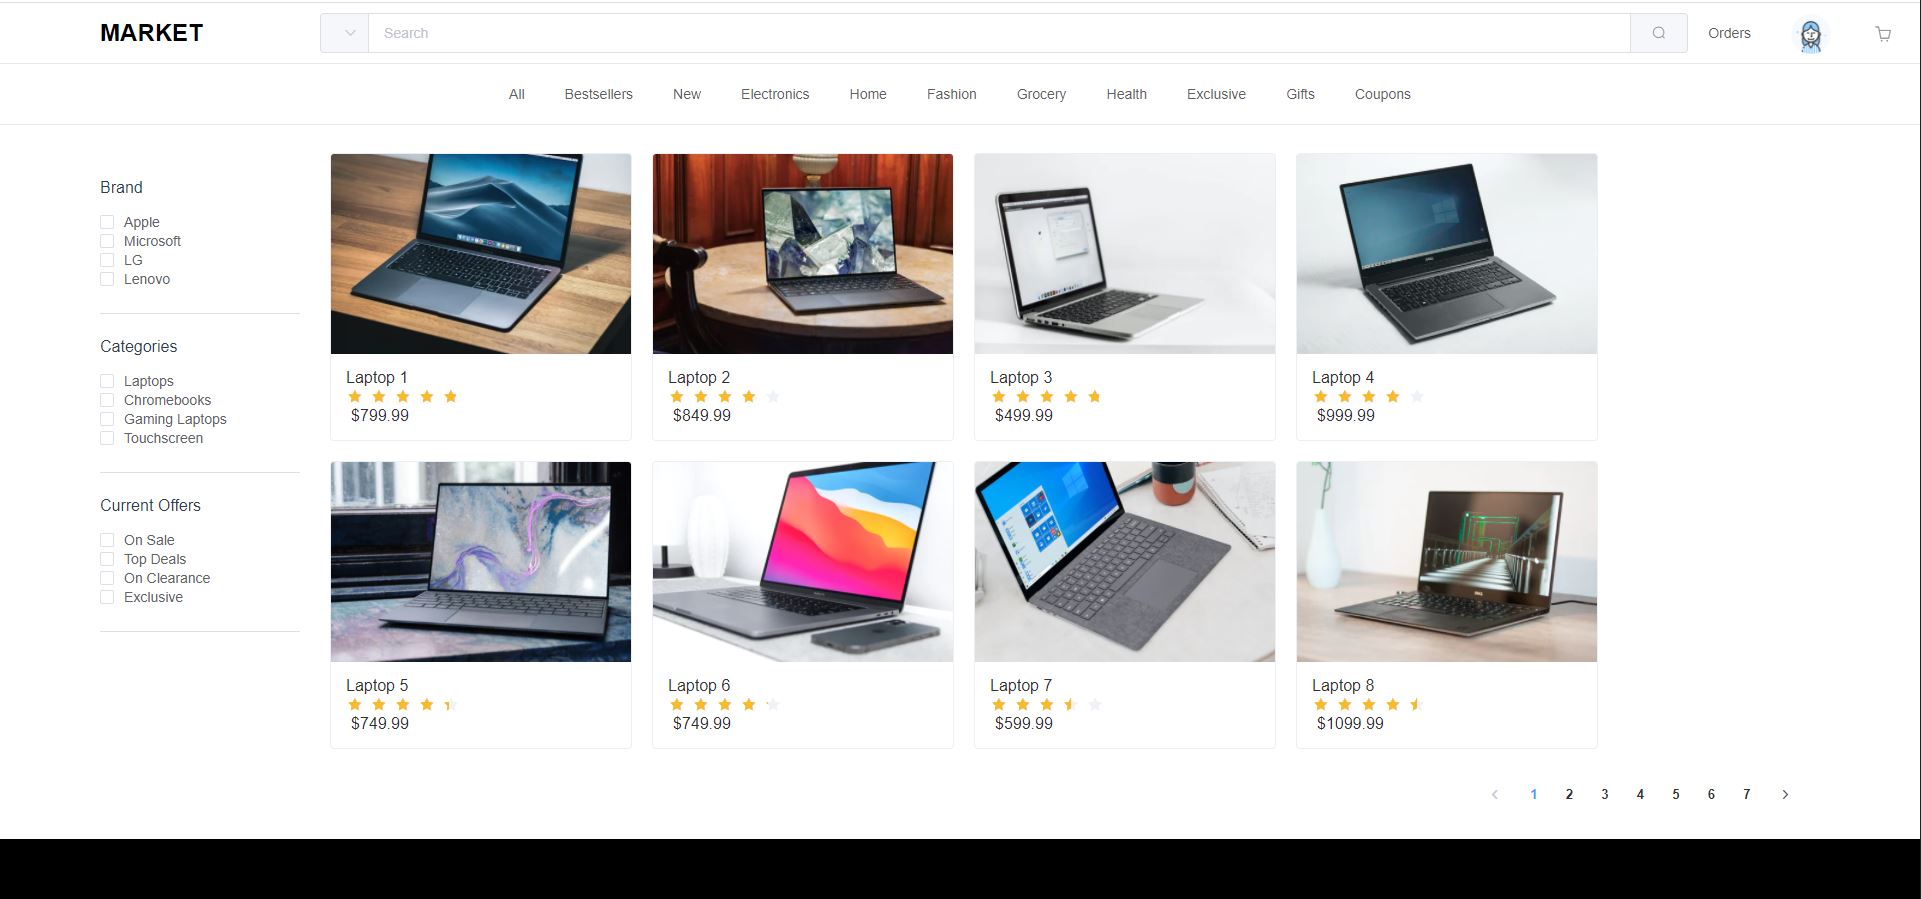 MARKET
Search
Orders
All Bestsellers New Electronics Home Fashion Grocery Health Exclusive Gifts Coupons
Brand
Apple
Microsoft
LG
Lenovo
Categories
Laptops
Chromebooks
Gaming Laptops
Touchscreen
Current Offers
On Sale
Top Deals
On Clearance
Exclusive
Laptop 1
$799.99
Laptop 2
$849.99
Laptop 3
$499.99
Laptop 4
$999.99
Laptop 5
$749.99
Laptop 6
$749.99
Laptop 7
$599.99
Laptop 8
$1099.99
1 2 3 4 5 6 7